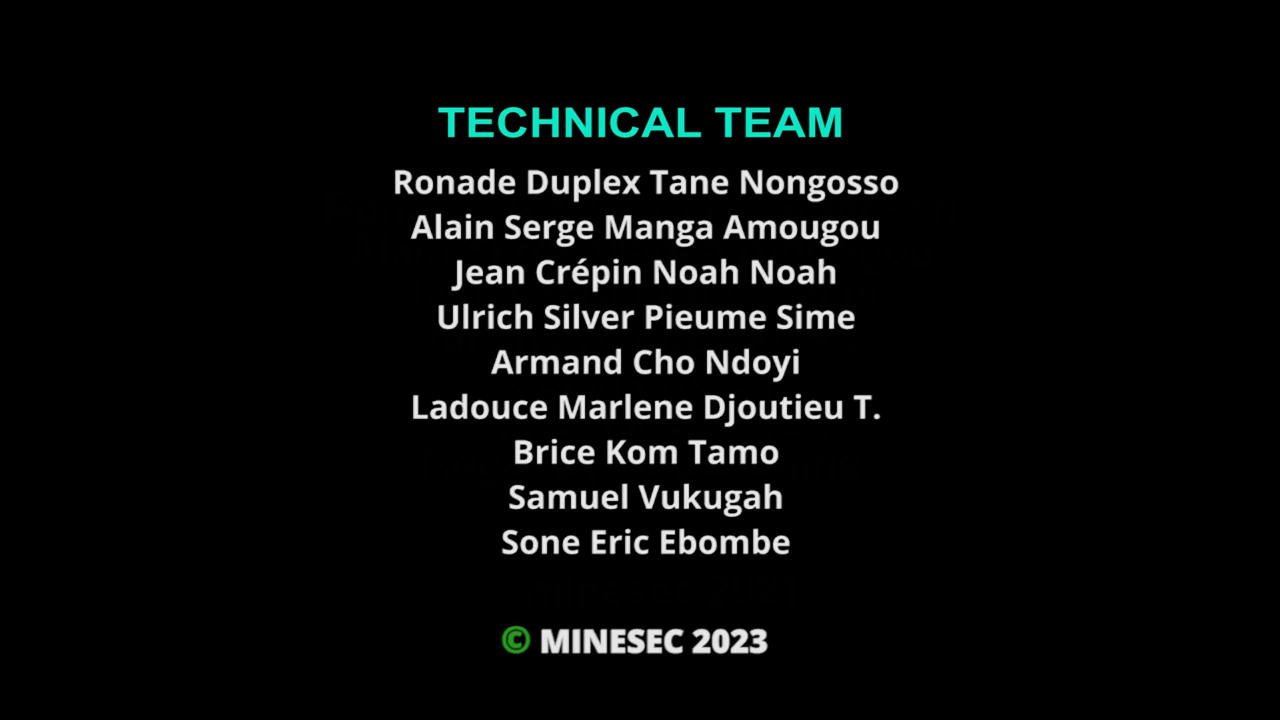 TECHNICAL TEAM
Ronade Duplex Tane Nongosso
Alain Serge Manga Amougou
Jean Crépin Noah Noah
Ulrich Silver Pieume Sime
Armand Cho Ndoyi
Ladouce Marlene Djoutieu T.
Brice Kom Tamo
Samuel Vukugah
Sone Eric Ebombe
© MINESEC 2023